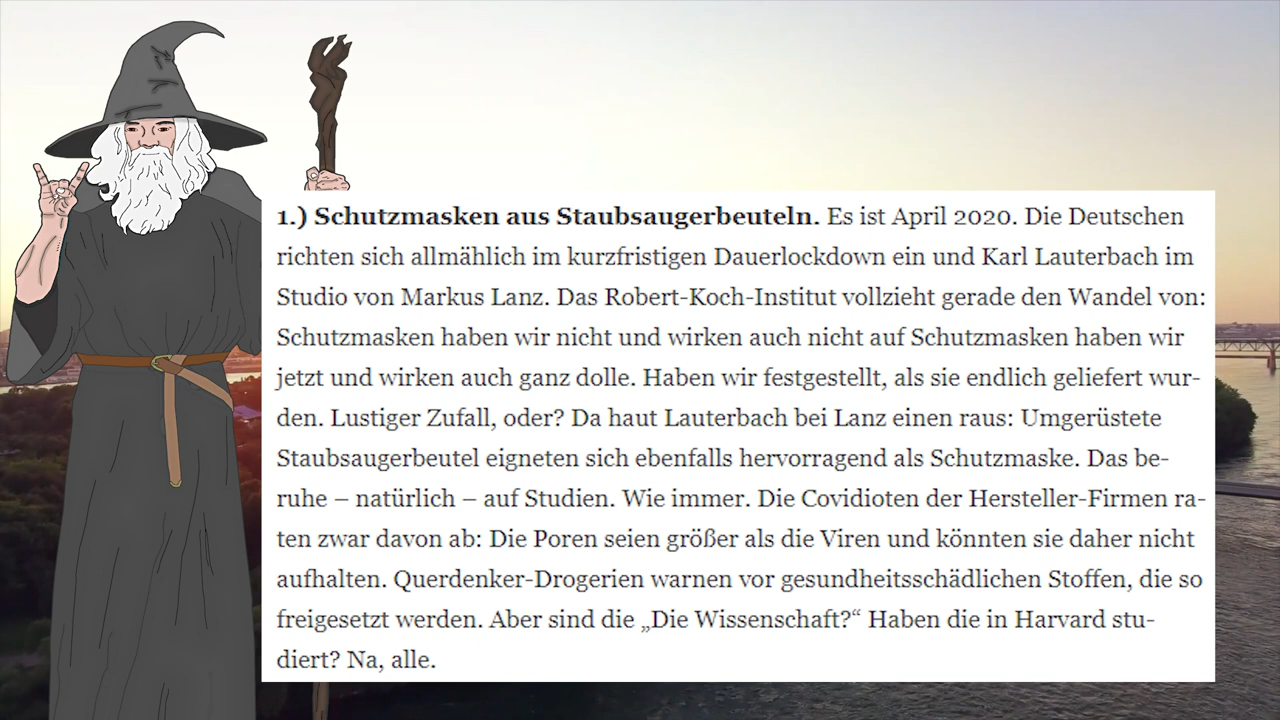 1.) Schutzmasken aus Staubsaugerbeuteln. Es ist April 2020. Die Deutschen
richten sich allmählich im kurzfristigen Dauerlockdown ein und Karl Lauterbach im
Studio von Markus Lanz. Das Robert-Koch-Institut vollzieht gerade den Wandel von:
Schutzmasken haben wir nicht und wirken auch nicht auf Schutzmasken haben wir
jetzt und wirken auch ganz dolle. Haben wir festgestellt, als sie endlich geliefert wur-
den. Lustiger Zufall, oder? Da haut Lauterbach bei Lanz einen raus: Umgerüstete
Staubsaugerbeutel eigneten sich ebenfalls hervorragend als Schutzmaske. Das be-
ruhe – natürlich – auf Studien. Wie immer. Die Covidioten der Hersteller-Firmen ra-
ten zwar davon ab: Die Poren seien größer als die Viren und könnten sie daher nicht
aufhalten. Querdenker-Drogerien warnen vor gesundheitsschädlichen Stoffen, die so
freigesetzt werden. Aber sind die „Die Wissenschaft?“ Haben die in Harvard stu-
diert? Na, alle.